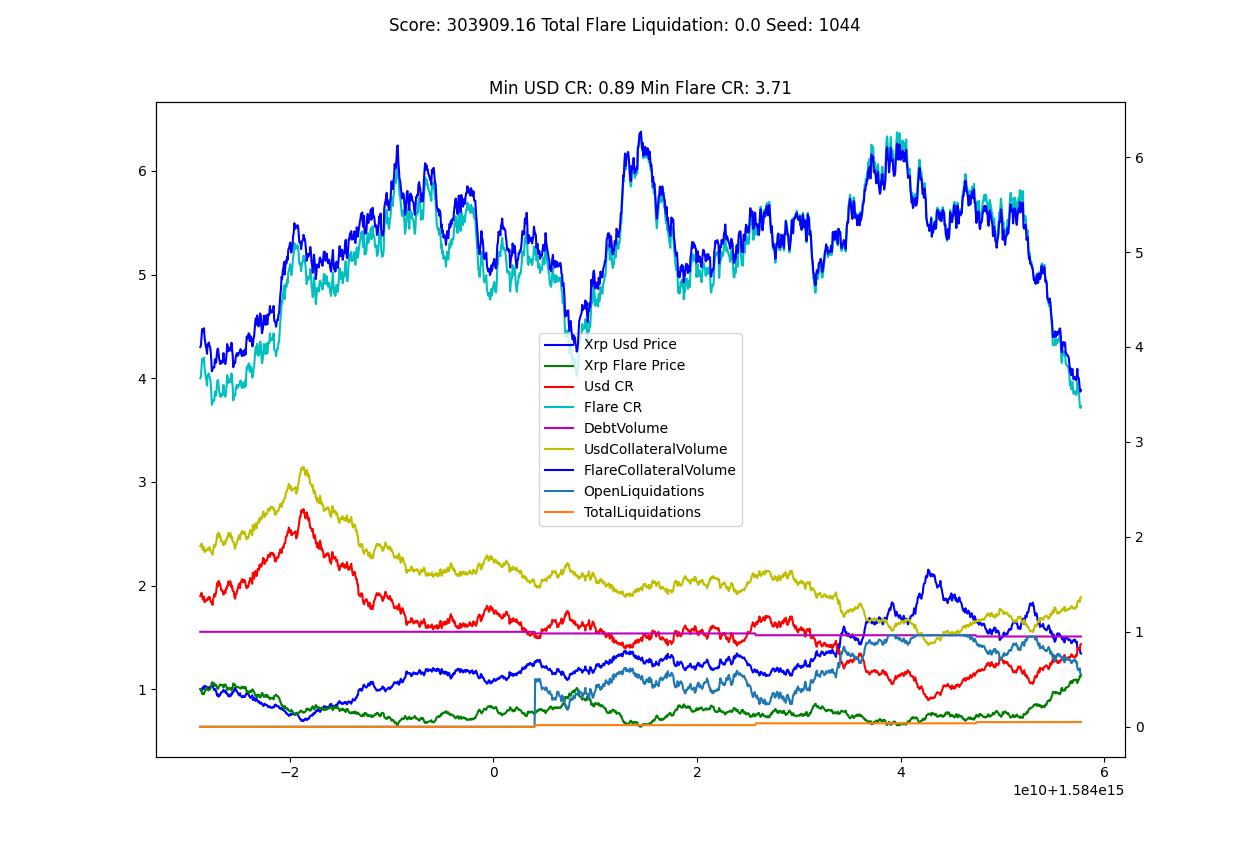 Score: 303909.16 Total Flare Liquidation: 0.0 Seed: 1044
Min USD CR: 0.89 Min Flare CR: 3.71
6
5
4
3
2
1
6
5
4
3
2
1
0
Xrp Usd Price
Xrp Flare Price
Usd CR
Flare CR
DebtVolume
UsdCollateralVolume
FlareCollateralVolume
OpenLiquidations
TotalLiquidations
−2
0
2
4
6
1e10+1.584e15